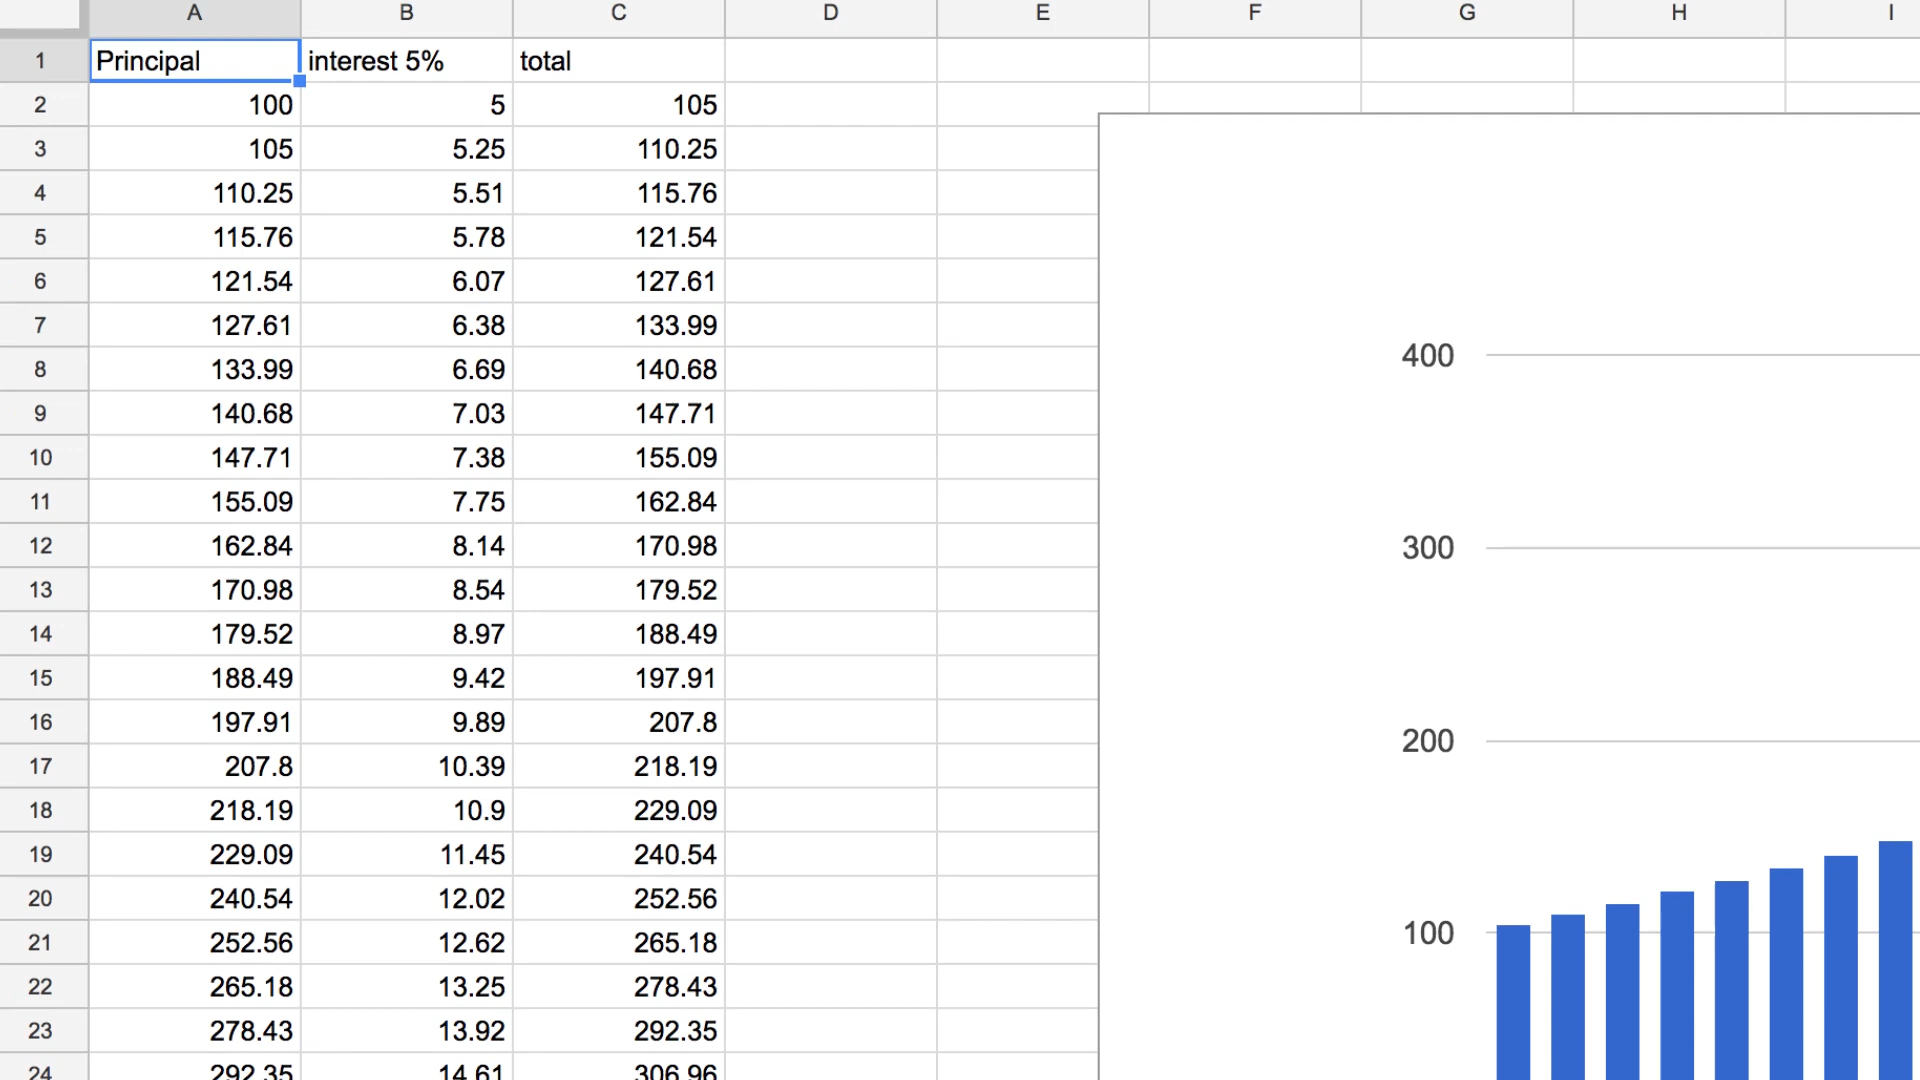 A B C D E F G H I
1 Principal interest 5% total
2 100 5 105
3 105 5.25 110.25
4 110.25 5.51 115.76
5 115.76 5.78 121.54
6 121.54 6.07 127.61
7 127.61 6.38 133.99
8 133.99 6.69 140.68
9 140.68 7.03 147.71
10 147.71 7.38 155.09
11 155.09 7.75 162.84
12 162.84 8.14 170.98
13 170.98 8.54 179.52
14 179.52 8.97 188.49
15 188.49 9.42 197.91
16 197.91 9.89 207.8
17 207.8 10.39 218.19
18 218.19 10.9 229.09
19 229.09 11.45 240.54
20 240.54 12.02 252.56
21 252.56 12.62 265.18
22 265.18 13.25 278.43
23 278.43 13.92 292.35
24 292.35 14.61 306.96
400
300
200
100